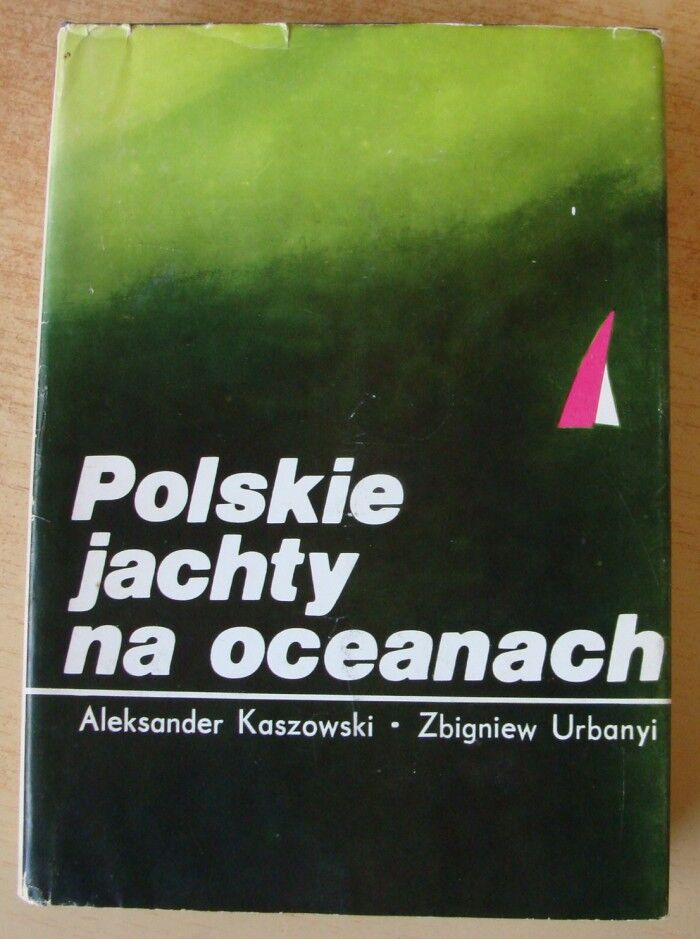 Polskie
jachty
na oceanach
Aleksander Kaszowski • Zbigniew Urbanyi